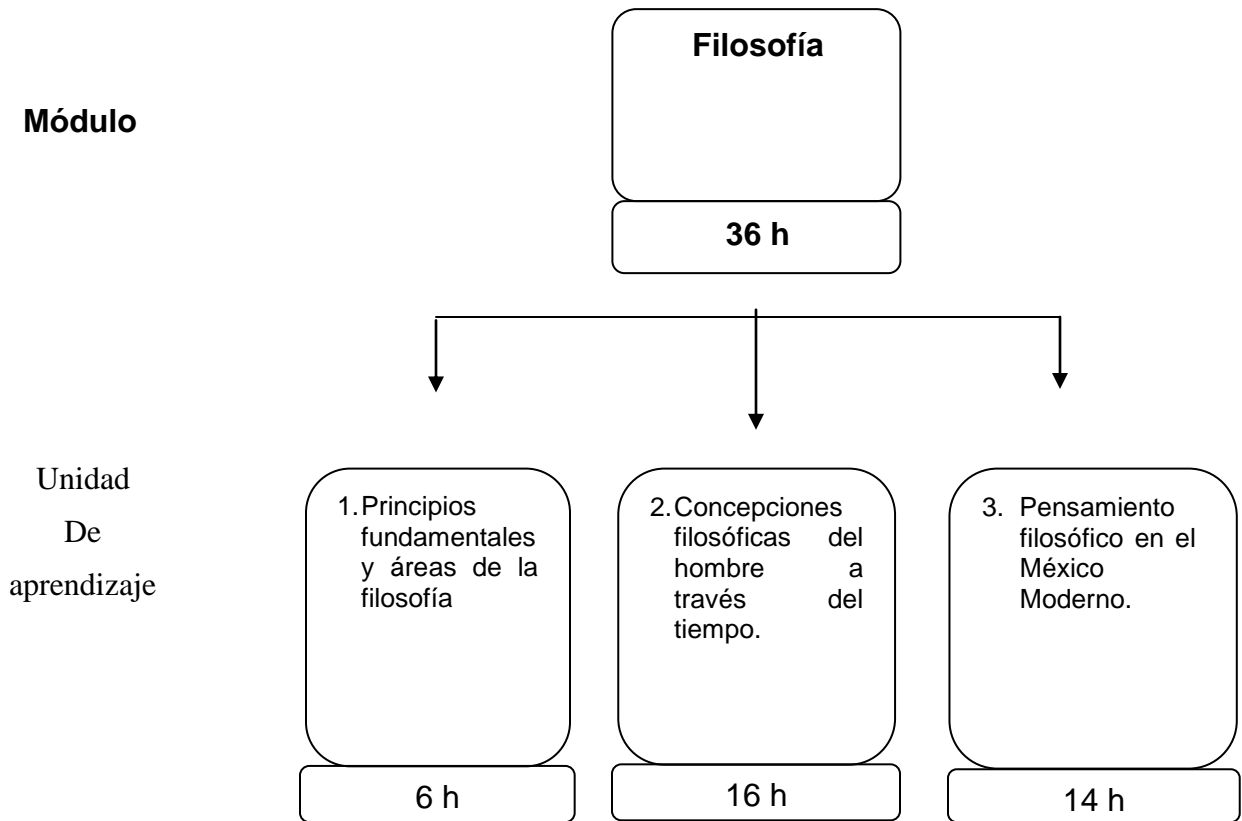 Filosofía
Módulo
36 h
Unidad
De
aprendizaje
1.Principios
fundamentales
y áreas de la
filosofía
6 h
2.Concepciones
filosóficas del
hombre a
través del
tiempo.
16 h
3. Pensamiento
filosófico en el
México
Moderno.
14 h